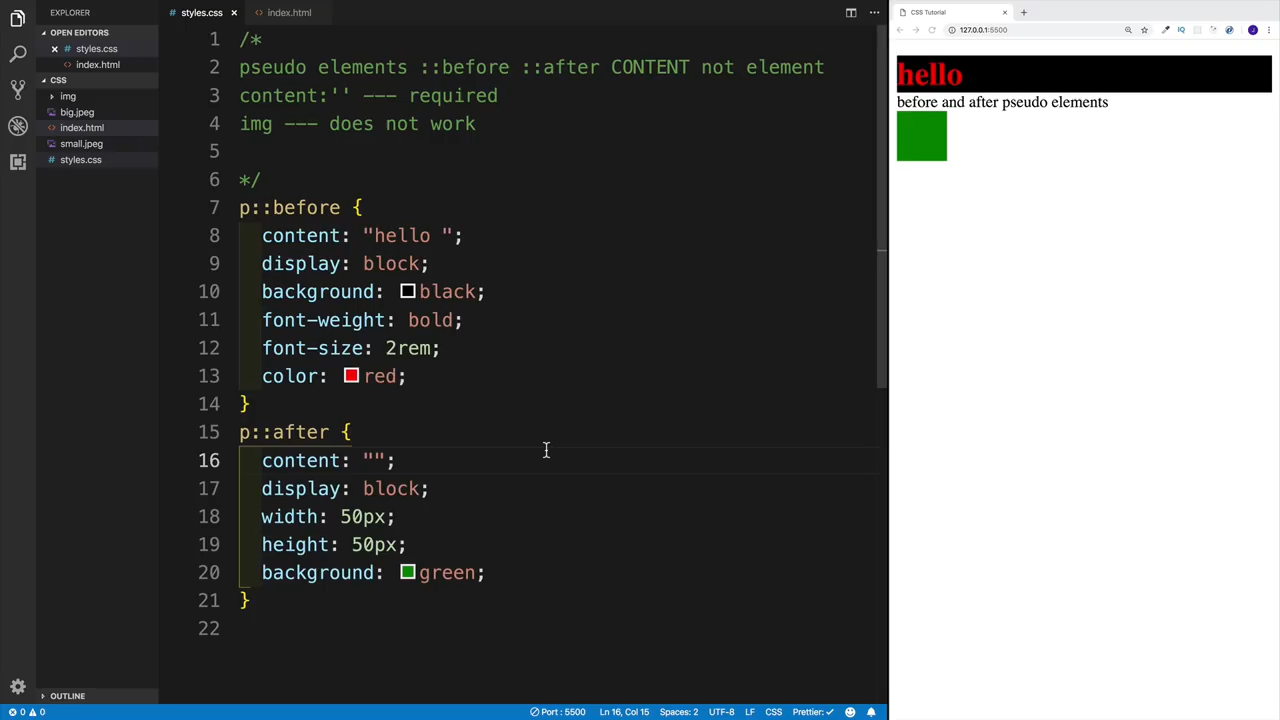 EXPLORER
OPEN EDITORS
styles.css
index.html
CSS
img
big.jpeg
index.html
small.jpeg
styles.css
OUTLINE
styles.css
index.html
1 /*
2 pseudo elements ::before ::after CONTENT not element
3 content:'' --- required
4 img --- does not work
5
6 */
7 p::before {
8 content: "hello ";
9 display: block;
10 background: black;
11 font-weight: bold;
12 font-size: 2rem;
13 color: red;
14 }
15 p::after {
16 content: "";
17 display: block;
18 width: 50px;
19 height: 50px;
20 background: green;
21 }
22
0 0
Port : 5500
Ln 16, Col 15
Spaces: 2
UTF-8
LF
CSS
Prettier: ✓
CSS Tutorial
127.0.0.1:5500
IQ
J
hello
before and after pseudo elements